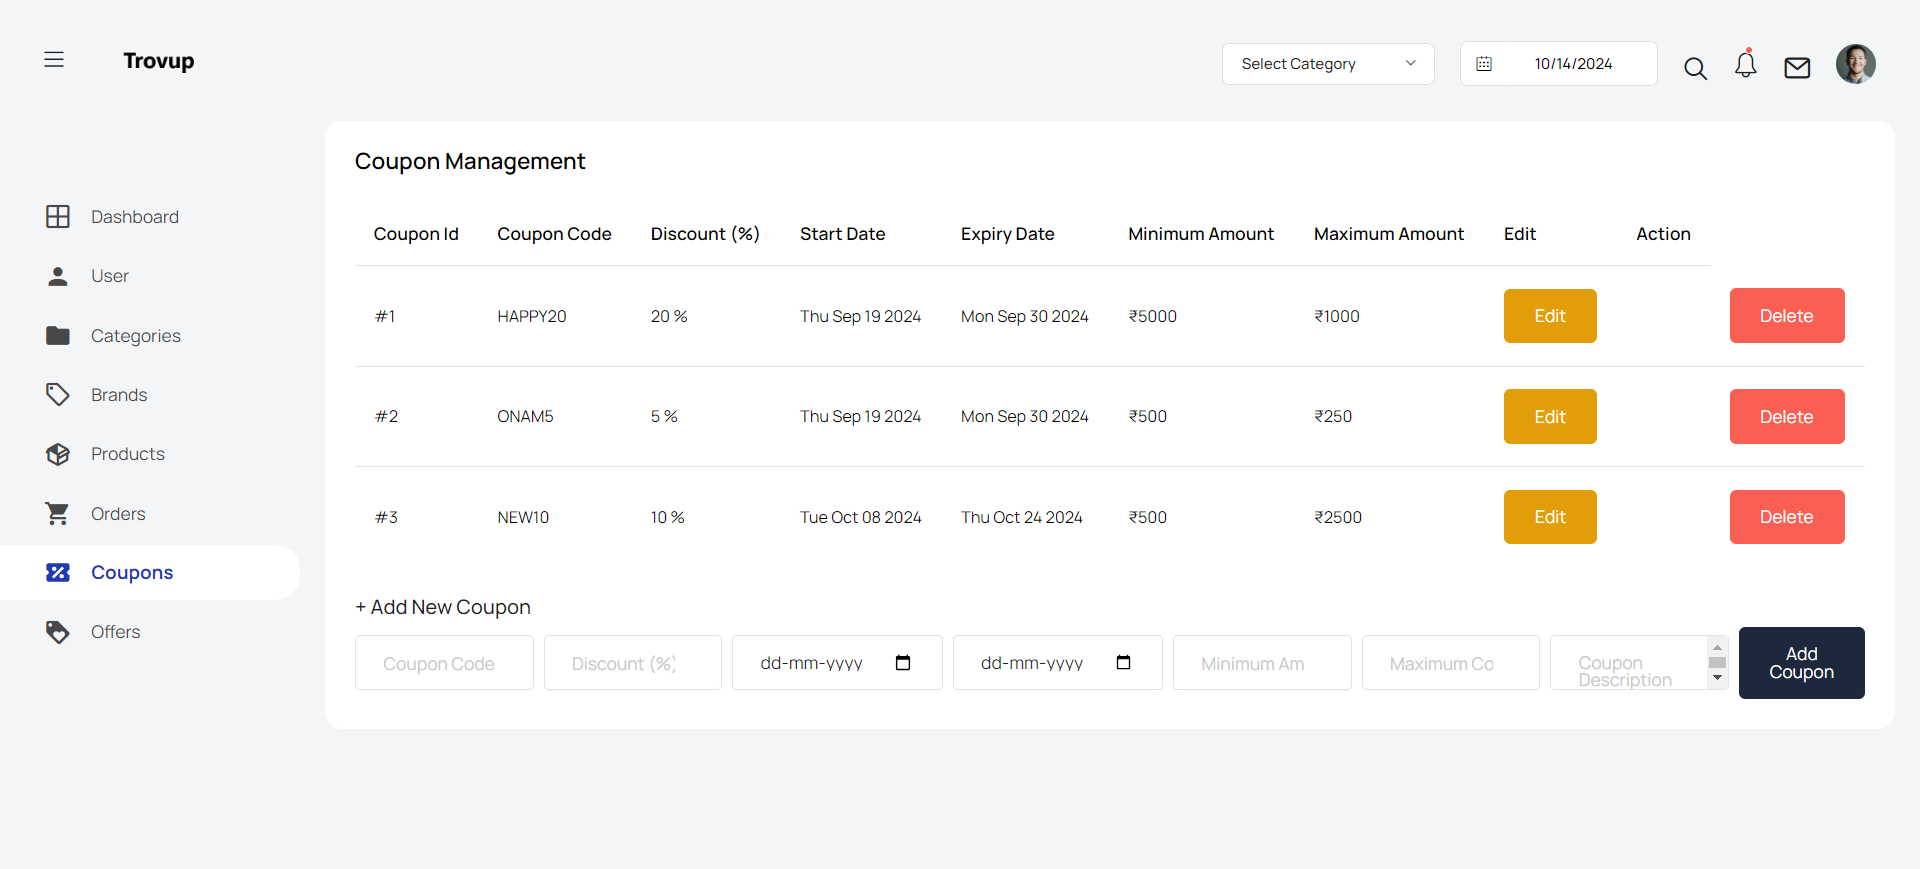 Trovup
Select Category
10/14/2024
Dashboard
User
Categories
Brands
Products
Orders
Coupons
Offers
Coupon Management
Coupon Id Coupon Code Discount (%) Start Date Expiry Date Minimum Amount Maximum Amount Edit Action
#1 HAPPY20 20 % Thu Sep 19 2024 Mon Sep 30 2024 ₹5000 ₹1000 Edit Delete
#2 ONAM5 5 % Thu Sep 19 2024 Mon Sep 30 2024 ₹500 ₹250 Edit Delete
#3 NEW10 10 % Tue Oct 08 2024 Thu Oct 24 2024 ₹500 ₹2500 Edit Delete
+ Add New Coupon
Coupon Code Discount (%) dd-mm-yyyy dd-mm-yyyy Minimum Am Maximum Co Coupon
Description
Add
Coupon